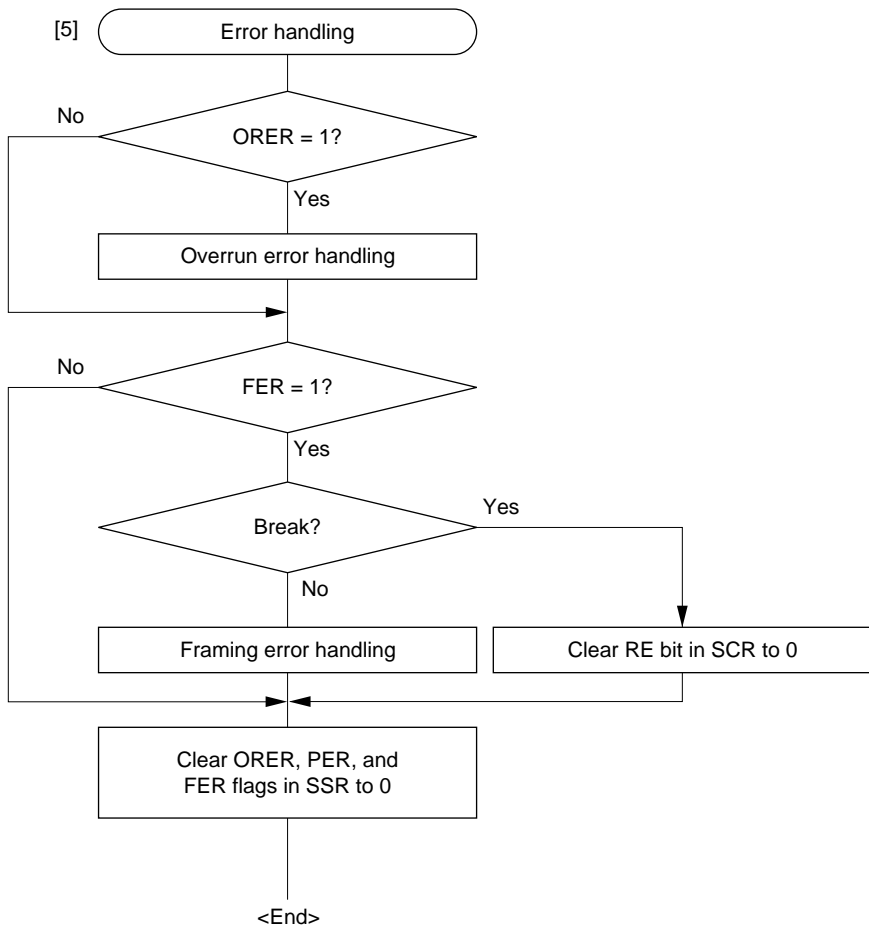 [5] Error handling
No
ORER = 1?
Yes
Overrun error handling
No
FER = 1?
Yes
Break?
Yes
No
Framing error handling
Clear RE bit in SCR to 0
Clear ORER, PER, and
FER flags in SSR to 0
<End>